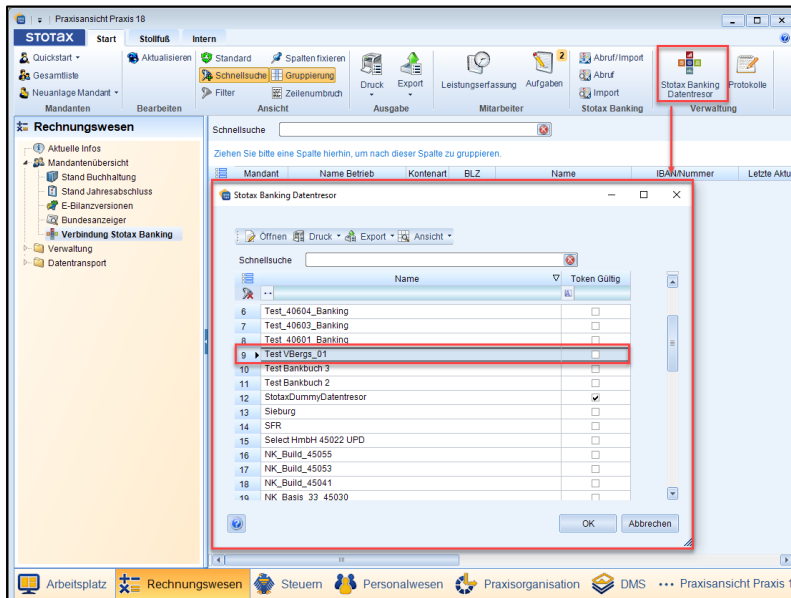 Praxisansicht Praxis 18
STOTAX Start Stollfuß Intern
Quickstart
Gesamtliste
Neuanlage Mandant
Mandanten
Aktualisieren
Bearbeiten
Standard Spalten fixieren
Schnellsuche Gruppierung
Filter Zeilenumbruch
Ansicht
Druck Export
Ausgabe
Leistungserfassung Aufgaben 2
Mitarbeiter
Abruf/Import
Abruf
Import
Stotax Banking
Stotax Banking Datentresor
Protokolle
Verwaltung
Rechnungswesen
Aktuelle Infos
Mandantenübersicht
Stand Buchhaltung
Stand Jahresabschluss
E-Bilanzversionen
Bundesanzeiger
Verbindung Stotax Banking
Verwaltung
Datentransport
Schnellsuche
Ziehen Sie bitte eine Spalte hierhin, um nach dieser Spalte zu gruppieren.
Mandant Name Betrieb Kontenart BLZ Name IBAN/Nummer Letzte Aktu
Stotax Banking Datentresor
Öffnen Druck Export Ansicht
Schnellsuche
Name Token Gültig
6 Test_40604_Banking
7 Test_40603_Banking
8 Test_40601_Banking
9 Test VBergs_01
10 Test Bankbuch 3
11 Test Bankbuch 2
12 StotaxDummyDatentresor
13 Sieburg
14 SFR
15 Select HmbH 45022 UPD
16 NK_Build_45055
17 NK_Build_45053
18 NK_Build_45041
19 NK_Basis_33_45030
OK Abbrechen
Arbeitsplatz Rechnungswesen Steuern Personalwesen Praxisorganisation DMS Praxisansicht Praxis 1